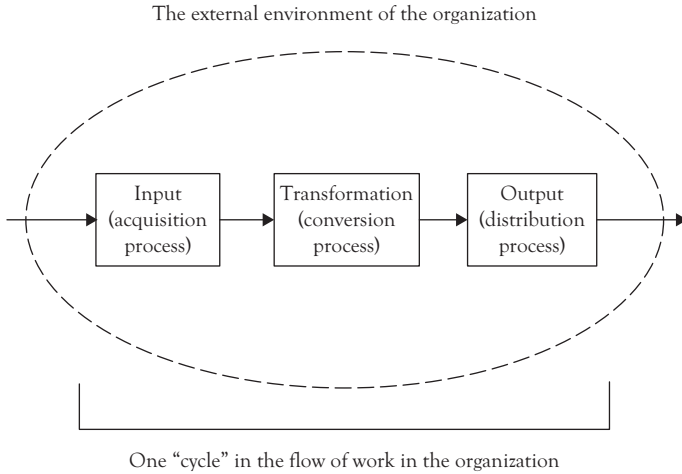 The external environment of the organization
Input
(acquisition
process)
Transformation
(conversion
process)
Output
(distribution
process)
One “cycle” in the flow of work in the organization